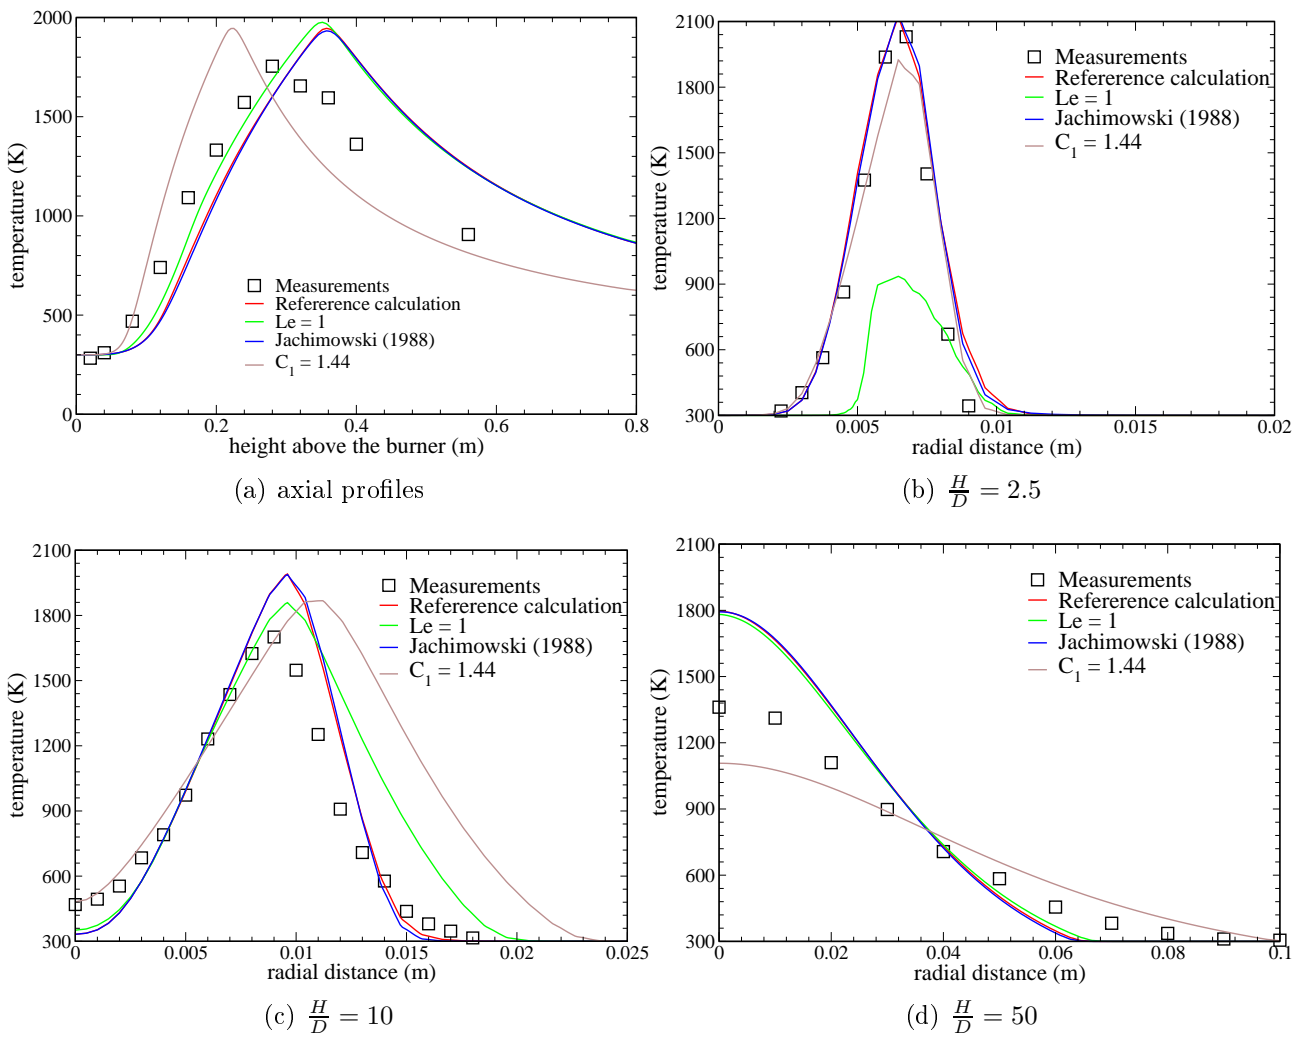 2000
1500
1000
500
0
temperature (K)
Measurements
Refererence calculation
Le = 1
Jachimowski (1988)
C1 = 1.44
0 0.2 0.4 0.6 0.8
height above the burner (m)
(a) axial profiles
2100
1800
1500
1200
900
600
300
temperature (K)
Measurements
Refererence calculation
Le = 1
Jachimowski (1988)
C1 = 1.44
0 0.005 0.01 0.015 0.02
radial distance (m)
(b) H/D = 2.5
2100
1800
1500
1200
900
600
300
temperature (K)
Measurements
Refererence calculation
Le = 1
Jachimowski (1988)
C1 = 1.44
0 0.005 0.01 0.015 0.02 0.025
radial distance (m)
(c) H/D = 10
2100
1800
1500
1200
900
600
300
temperature (K)
Measurements
Refererence calculation
Le = 1
Jachimowski (1988)
C1 = 1.44
0 0.02 0.04 0.06 0.08 0.1
radial distance (m)
(d) H/D = 50